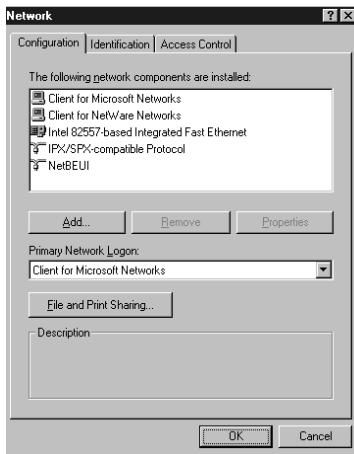 Network
Configuration Identification Access Control
The following network components are installed:
Client for Microsoft Networks
Client for NetWare Networks
Intel 82557-based Integrated Fast Ethernet
IPX/SPX-compatible Protocol
NetBEUI
Add... Remove Properties
Primary Network Logon:
Client for Microsoft Networks
File and Print Sharing...
Description
OK Cancel